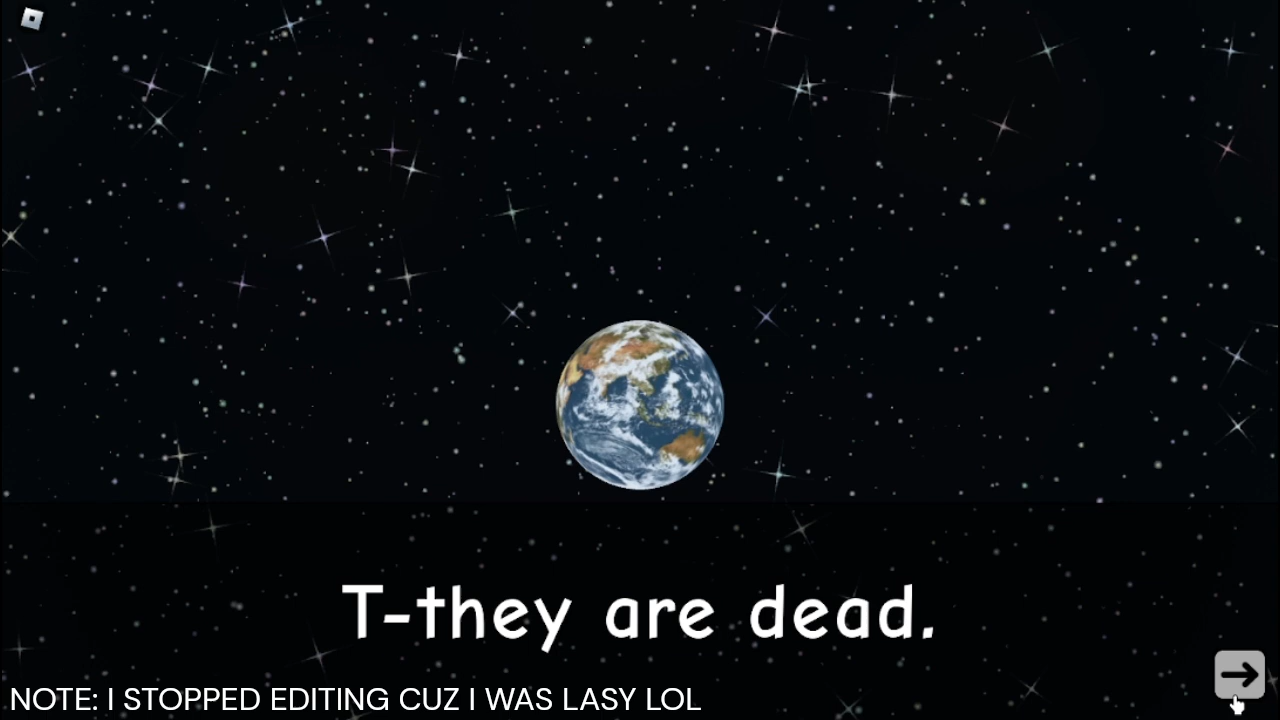 T-they are dead.
NOTE: I STOPPED EDITING CUZ I WAS LASY LOL